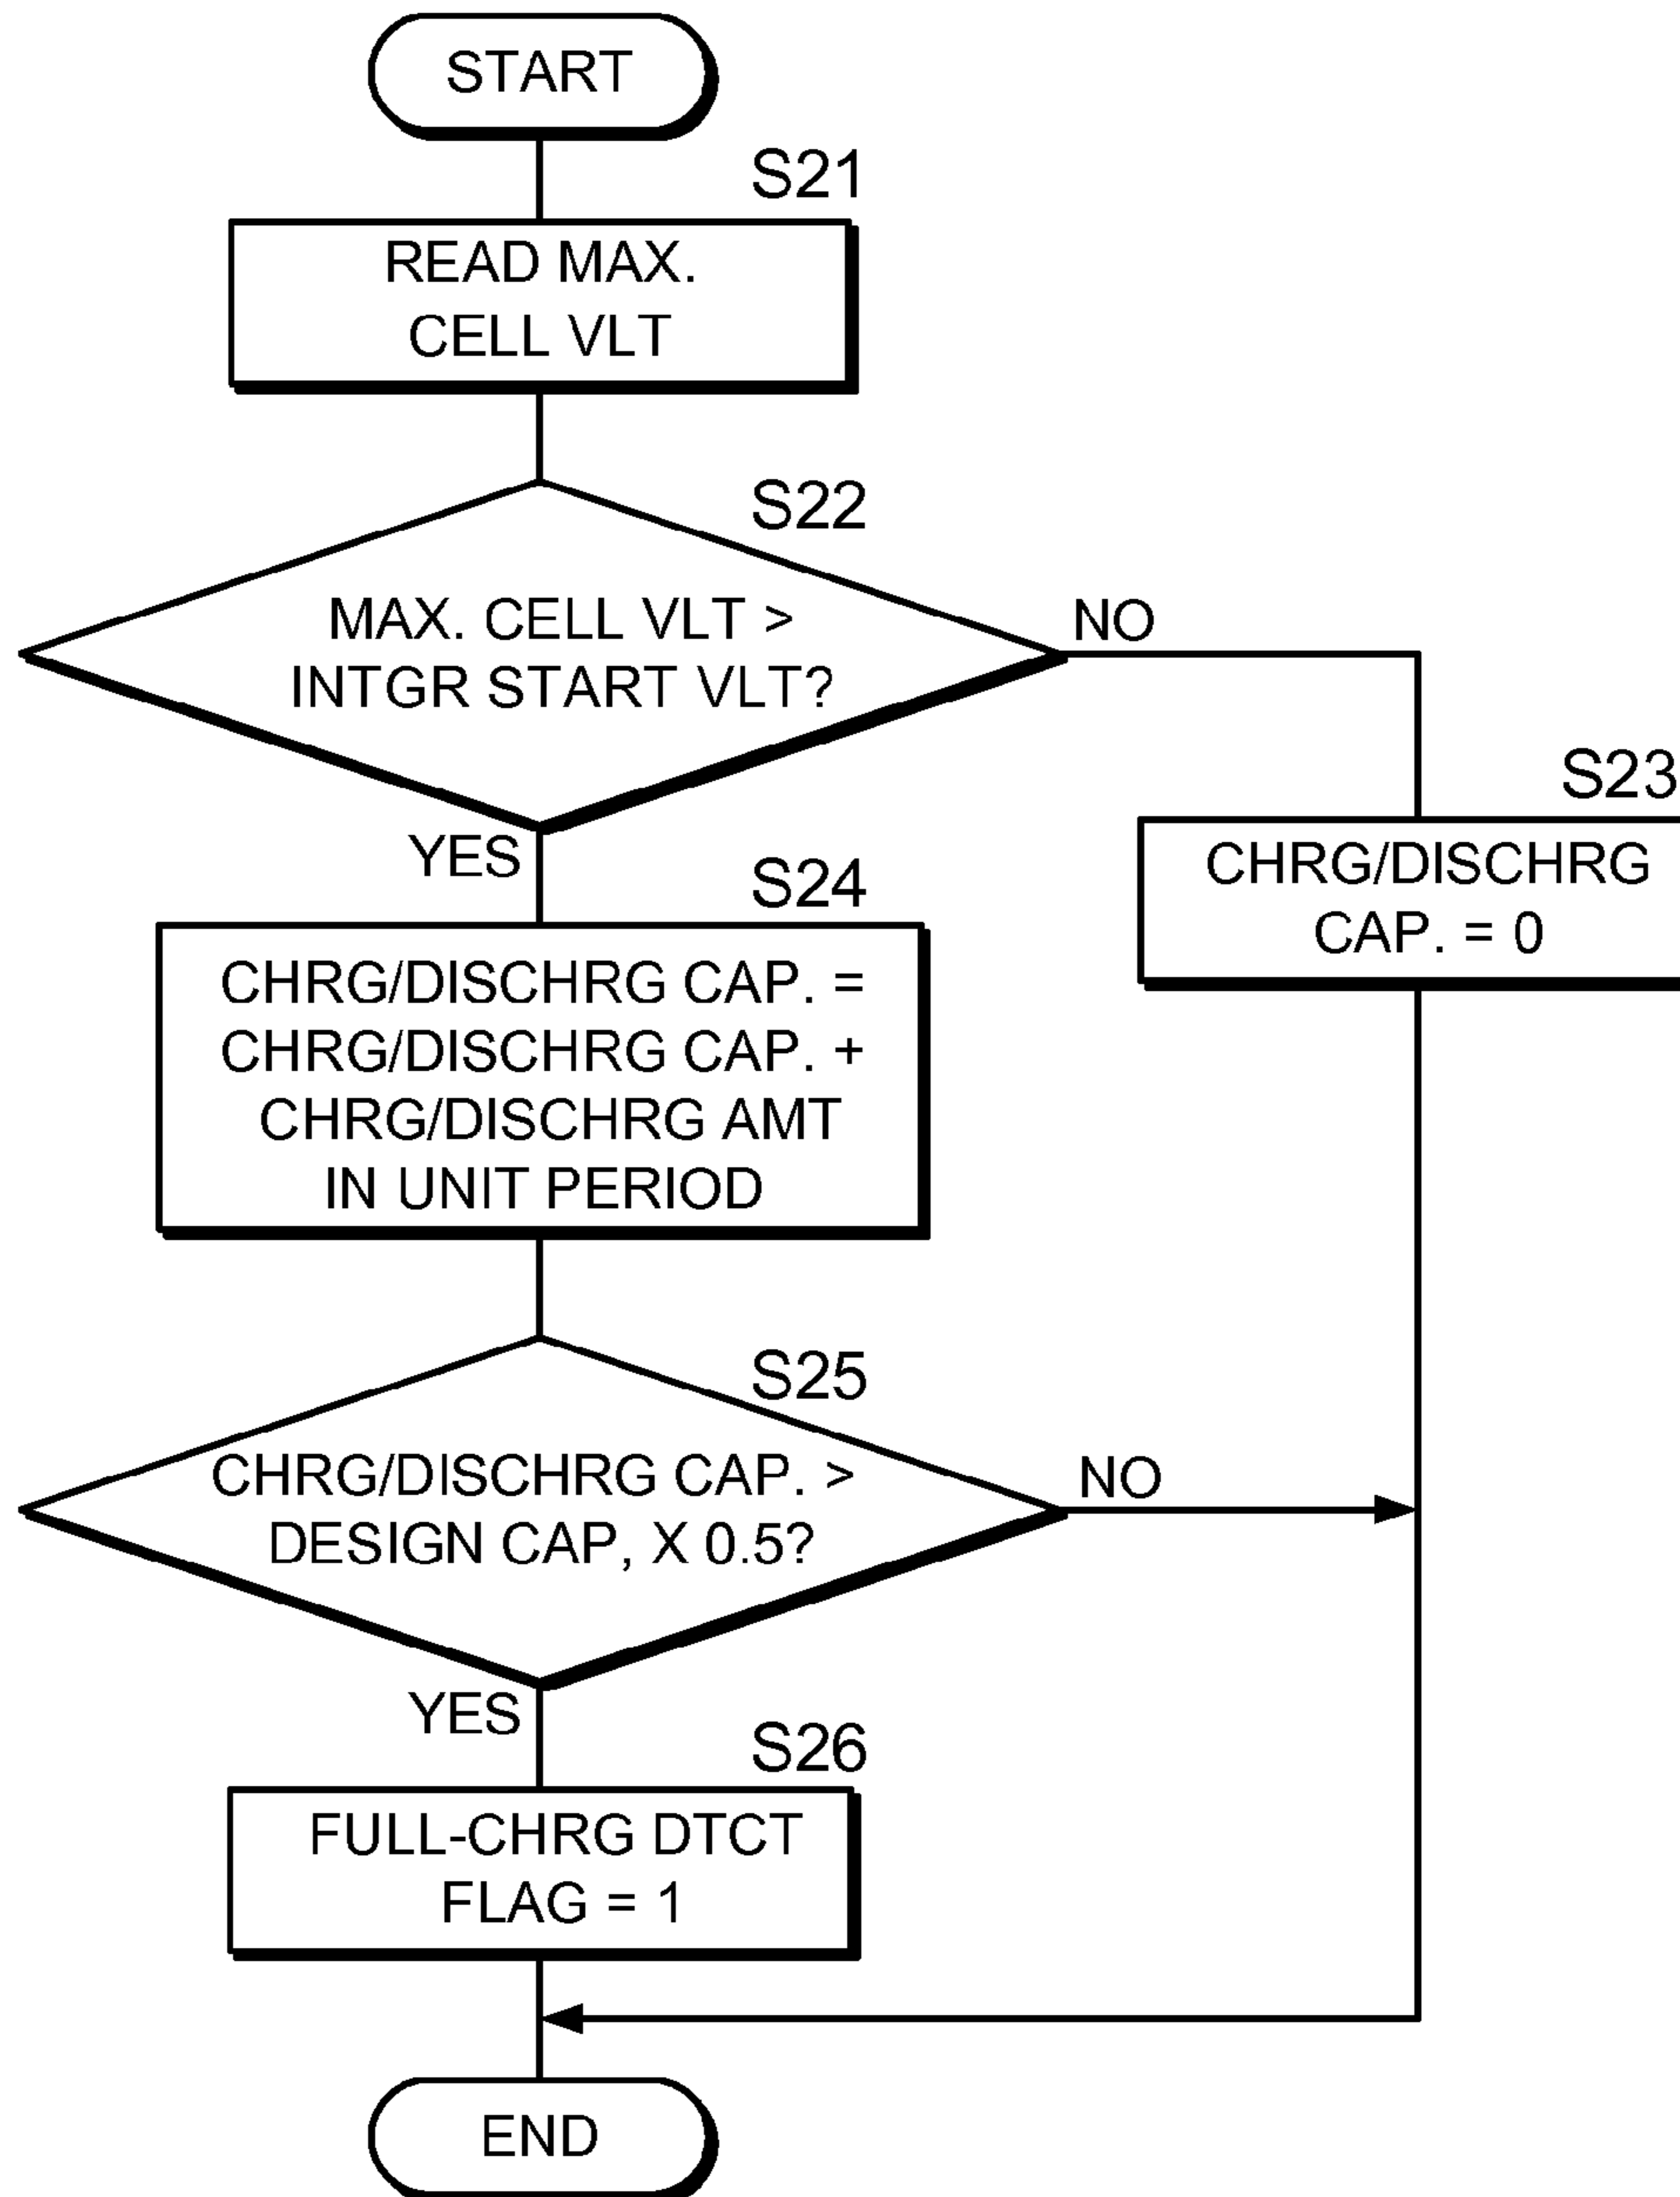 START
S21
READ MAX.
CELL VLT
S22
MAX. CELL VLT >
INTGR START VLT?
NO
YES
S23
CHRG/DISCHRG
CAP. = 0
S24
CHRG/DISCHRG CAP. =
CHRG/DISCHRG CAP. +
CHRG/DISCHRG AMT
IN UNIT PERIOD
S25
CHRG/DISCHRG CAP. >
DESIGN CAP, X 0.5?
NO
YES
S26
FULL-CHRG DTCT
FLAG = 1
END